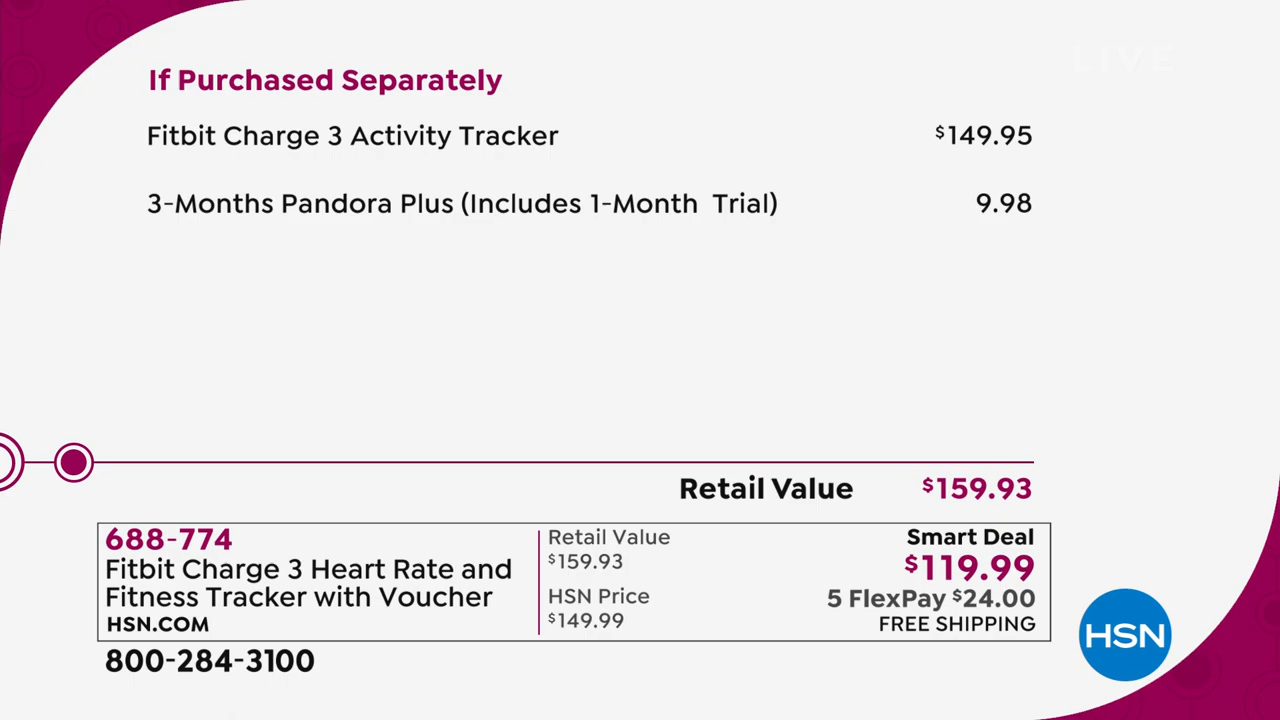 LIVE
If Purchased Separately
Fitbit Charge 3 Activity Tracker $149.95
3-Months Pandora Plus (Includes 1-Month Trial) 9.98
Retail Value $159.93
688-774
Fitbit Charge 3 Heart Rate and
Fitness Tracker with Voucher
HSN.COM
Retail Value
$159.93
HSN Price
$149.99
Smart Deal
$119.99
5 FlexPay $24.00
FREE SHIPPING
HSN
800-284-3100